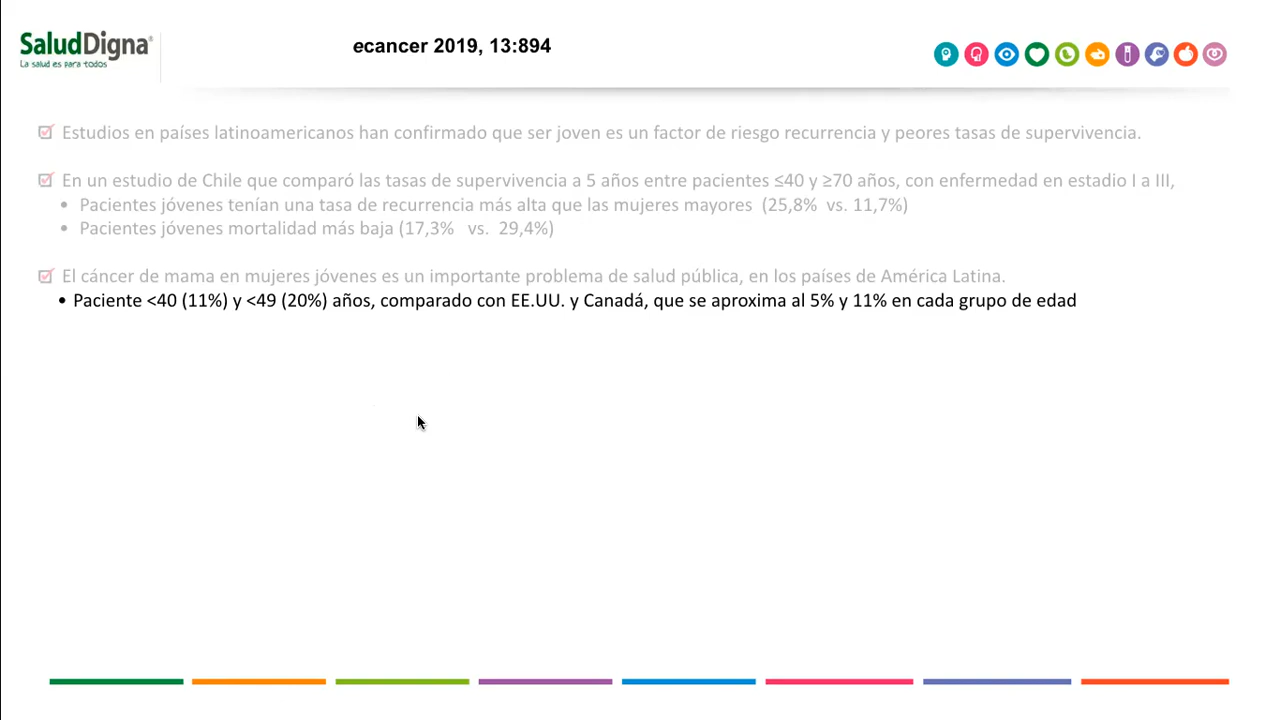 SaludDigna®
La salud es para todos
ecancer 2019, 13:894
Estudios en países latinoamericanos han confirmado que ser joven es un factor de riesgo recurrencia y peores tasas de supervivencia.
En un estudio de Chile que comparó las tasas de supervivencia a 5 años entre pacientes ≤40 y ≥70 años, con enfermedad en estadio I a III,
• Pacientes jóvenes tenían una tasa de recurrencia más alta que las mujeres mayores (25,8% vs. 11,7%)
• Pacientes jóvenes mortalidad más baja (17,3% vs. 29,4%)
El cáncer de mama en mujeres jóvenes es un importante problema de salud pública, en los países de América Latina.
• Paciente <40 (11%) y <49 (20%) años, comparado con EE.UU. y Canadá, que se aproxima al 5% y 11% en cada grupo de edad